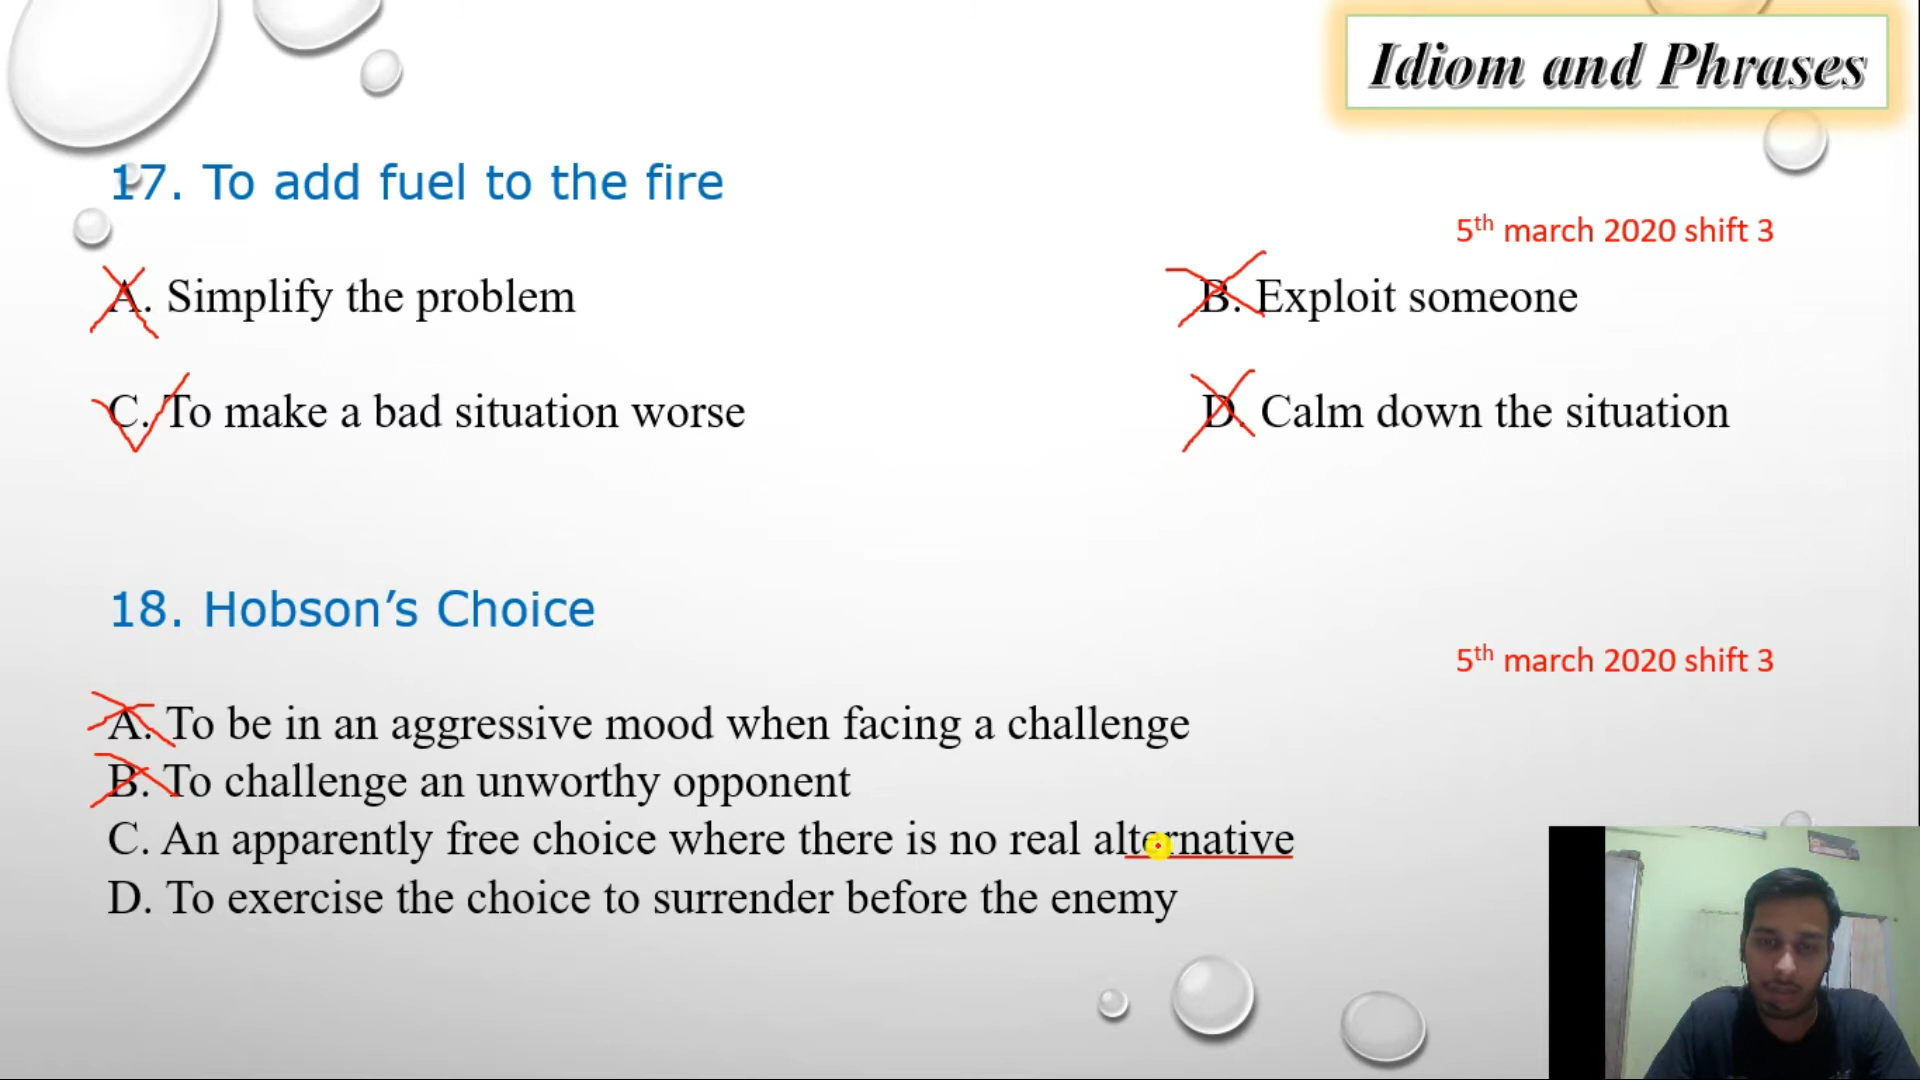 Idiom and Phrases
17. To add fuel to the fire
5th march 2020 shift 3
A. Simplify the problem
B. Exploit someone
C. To make a bad situation worse
D. Calm down the situation
18. Hobson’s Choice
5th march 2020 shift 3
A. To be in an aggressive mood when facing a challenge
B. To challenge an unworthy opponent
C. An apparently free choice where there is no real alternative
D. To exercise the choice to surrender before the enemy